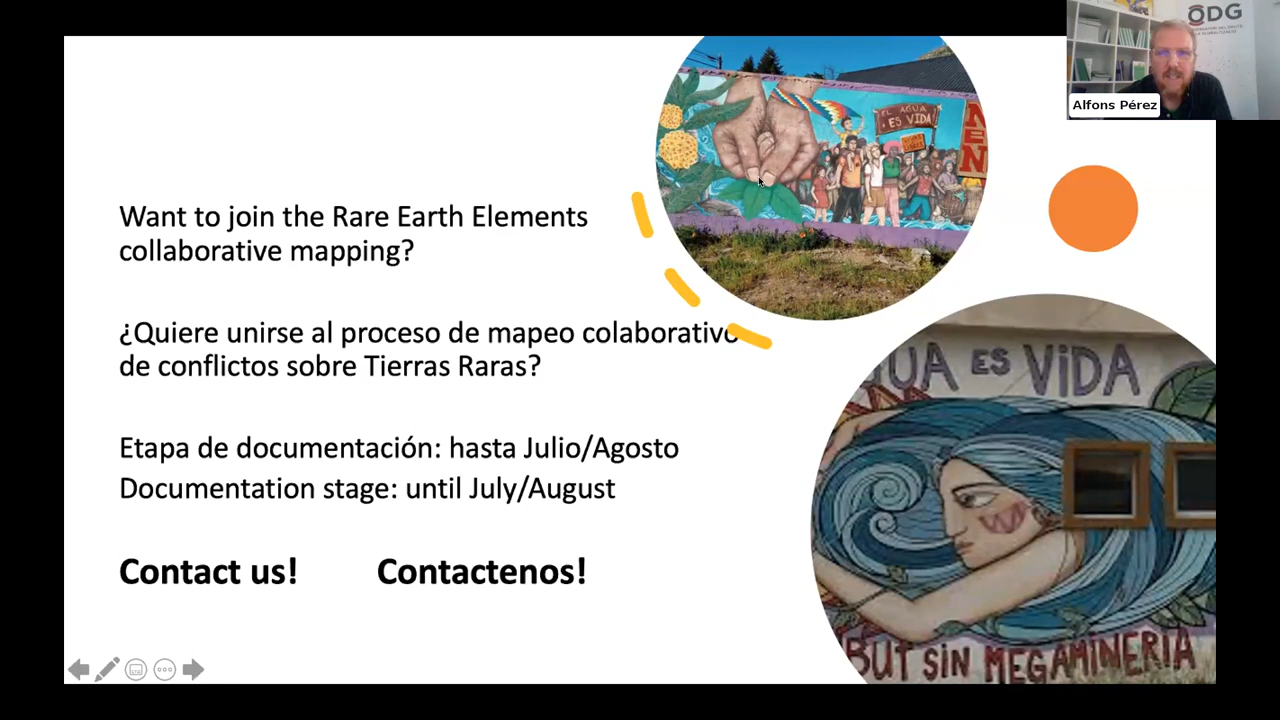 ODG
Alfons Pérez
EL AGUA
ES VIDA
Want to join the Rare Earth Elements
collaborative mapping?
¿Quiere unirse al proceso de mapeo colaborativo
de conflictos sobre Tierras Raras?
Etapa de documentación: hasta Julio/Agosto
Documentation stage: until July/August
Contact us!
Contactenos!
GUA ES ViDA
BUT SiN MEGAMiNERiA